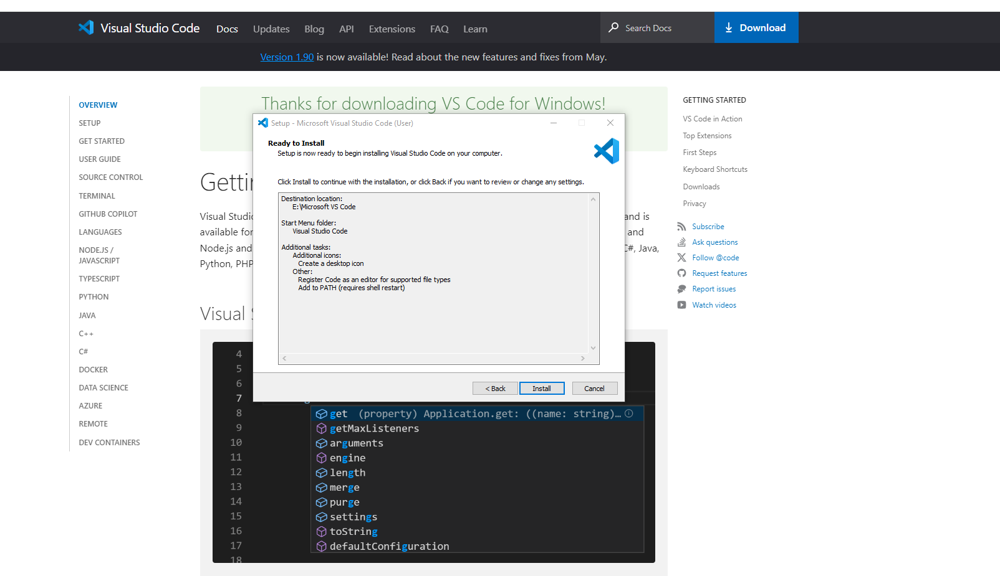 Visual Studio Code
Docs
Updates
Blog
API
Extensions
FAQ
Learn
Search Docs
Download
Version 1.90 is now available! Read about the new features and fixes from May.
OVERVIEW
SETUP
GET STARTED
USER GUIDE
SOURCE CONTROL
TERMINAL
GITHUB COPILOT
LANGUAGES
NODE.JS /
JAVASCRIPT
TYPESCRIPT
PYTHON
JAVA
C++
C#
DOCKER
DATA SCIENCE
AZURE
REMOTE
DEV CONTAINERS
Thanks for downloading VS Code for Windows!
Visual
available for
and is
and
Node.js and
C#, Java,
Python, PHP
Visual
Setup - Microsoft Visual Studio Code (User)
Ready to Install
Setup is now ready to begin installing Visual Studio Code on your computer.
Click Install to continue with the installation, or click Back if you want to review or change any settings.
Destination location:
E:\Microsoft VS Code
Start Menu folder:
Visual Studio Code
Additional tasks:
Additional icons:
Create a desktop icon
Other:
Register Code as an editor for supported file types
Add to PATH (requires shell restart)
< Back
Install
Cancel
4
5
6
7
8
9
10
11
12
13
14
15
16
17
18
get (property) Application.get: ((name: string)...
getMaxListeners
arguments
engine
length
merge
purge
settings
toString
defaultConfiguration
GETTING STARTED
VS Code in Action
Top Extensions
First Steps
Keyboard Shortcuts
Downloads
Privacy
Subscribe
Ask questions
Follow @code
Request features
Report issues
Watch videos